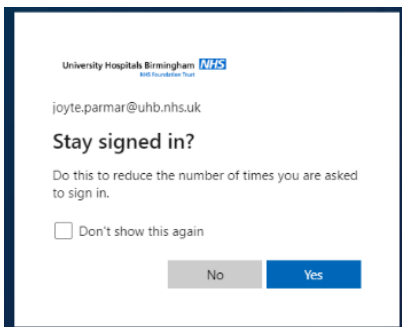 University Hospitals Birmingham NHS
NHS Foundation Trust
joyte.parmar@uhb.nhs.uk
Stay signed in?
Do this to reduce the number of times you are asked
to sign in.
Don't show this again
No Yes